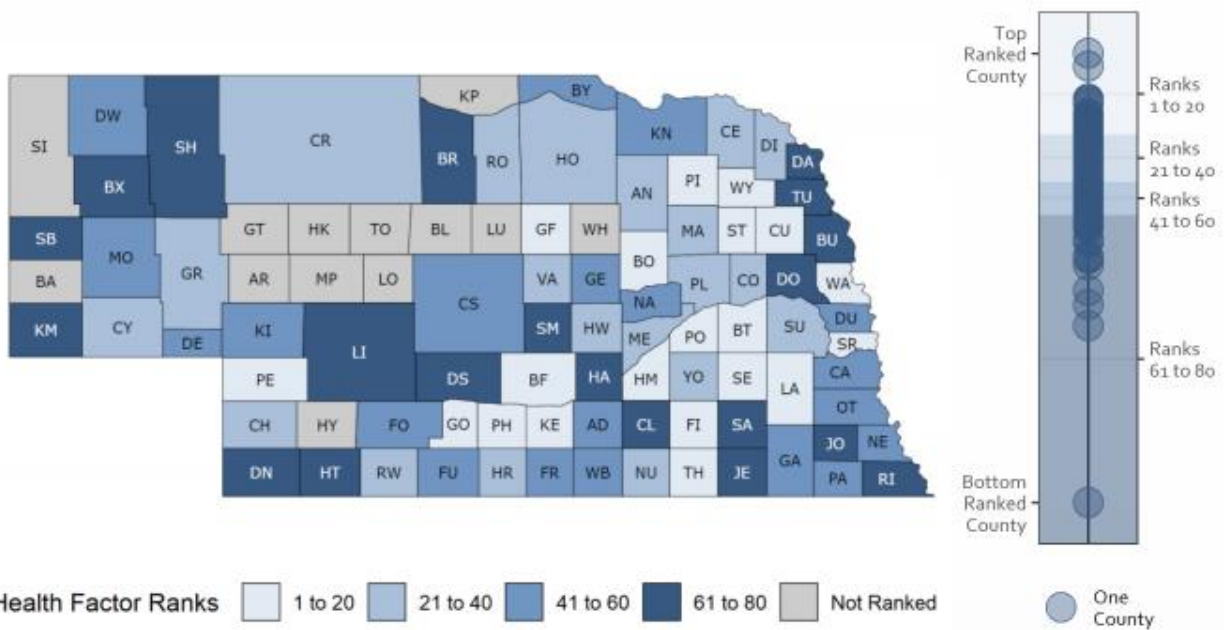 KP
BY
DW
CR
KN
CE
SI
SH
DI
BR
RO
HO
DA
BX
PI
WY
TU
AN
GT
HK
TO
BL
LU
GF
WH
MA
ST
CU
BU
SB
MO
GR
BO
BA
AR
MP
LO
VA
GE
PL
CO
DO
WA
CS
NA
KM
CY
KI
SM
HW
ME
SU
DU
DE
LI
PO
BT
SR
PE
DS
BF
HA
HM
YO
SE
LA
CA
OT
CH
HY
FO
GO
PH
KE
AD
CL
FI
SA
JO
NE
DN
HT
RW
FU
HR
FR
WB
NU
TH
JE
GA
PA
RI
Top
Ranked
County
Ranks
1 to 20
Ranks
21 to 40
Ranks
41 to 60
Ranks
61 to 80
Bottom
Ranked
County
Health Factor Ranks 1 to 20 21 to 40 41 to 60 61 to 80 Not Ranked
One
County